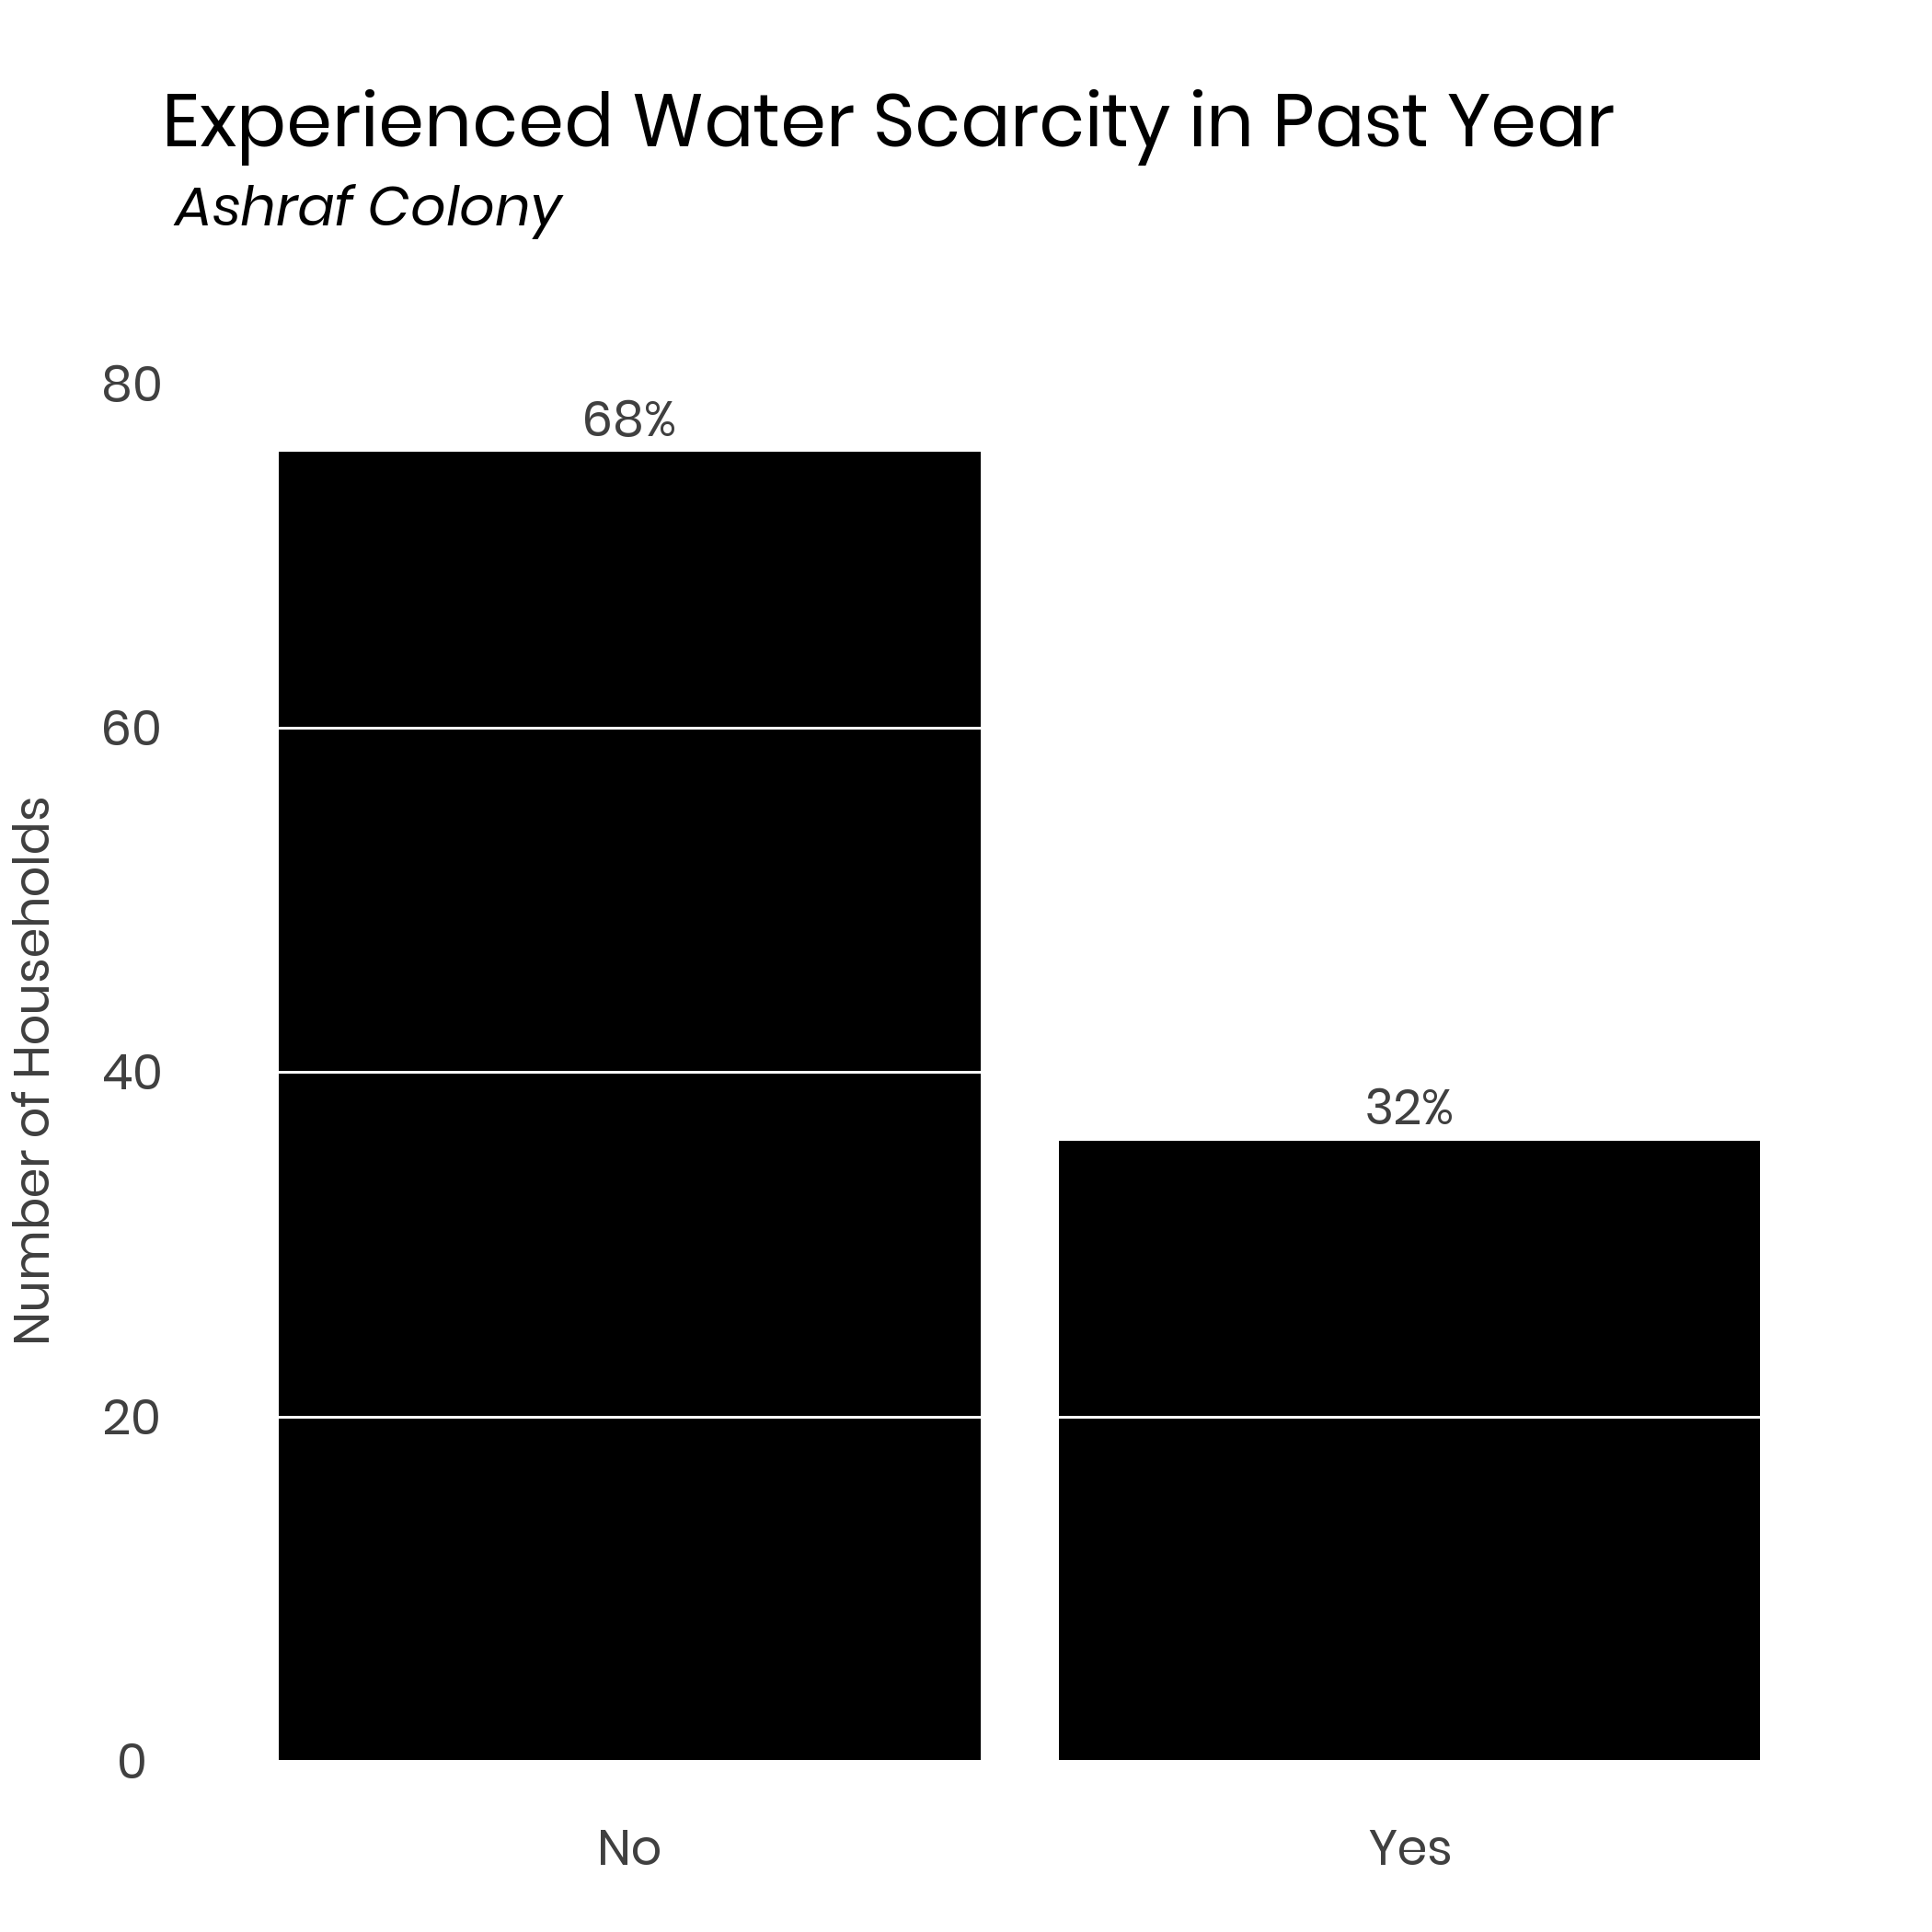 Experienced Water Scarcity in Past Year
Ashraf Colony
80
68%
60
Number of Households
40
32%
20
0
No
Yes